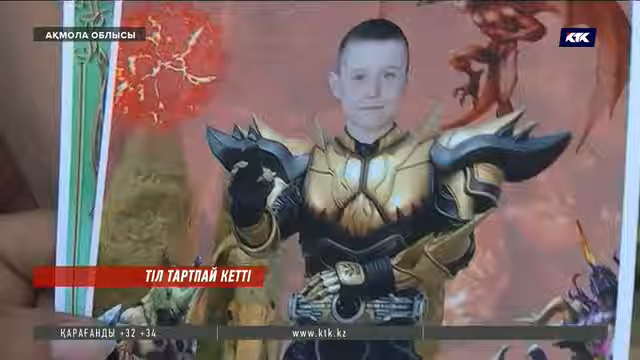 АҚМОЛА ОБЛЫСЫ
КТК
ТІЛ ТАРТПАЙ КЕТТІ
ҚАРАҒАНДЫ +32 +34
www.ktk.kz